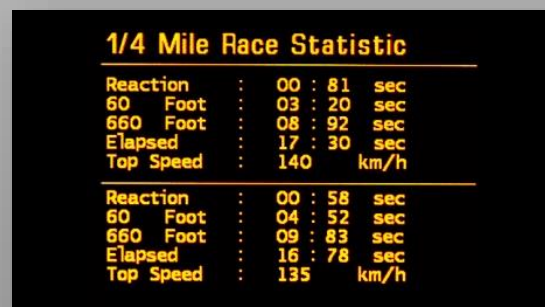 1/4 Mile Race Statistic
Reaction : 00 : 81 sec
60 Foot : 03 : 20 sec
660 Foot : 08 : 92 sec
Elapsed : 17 : 30 sec
Top Speed : 140 km/h
Reaction : 00 : 58 sec
60 Foot : 04 : 52 sec
660 Foot : 09 : 83 sec
Elapsed : 16 : 78 sec
Top Speed : 135 km/h